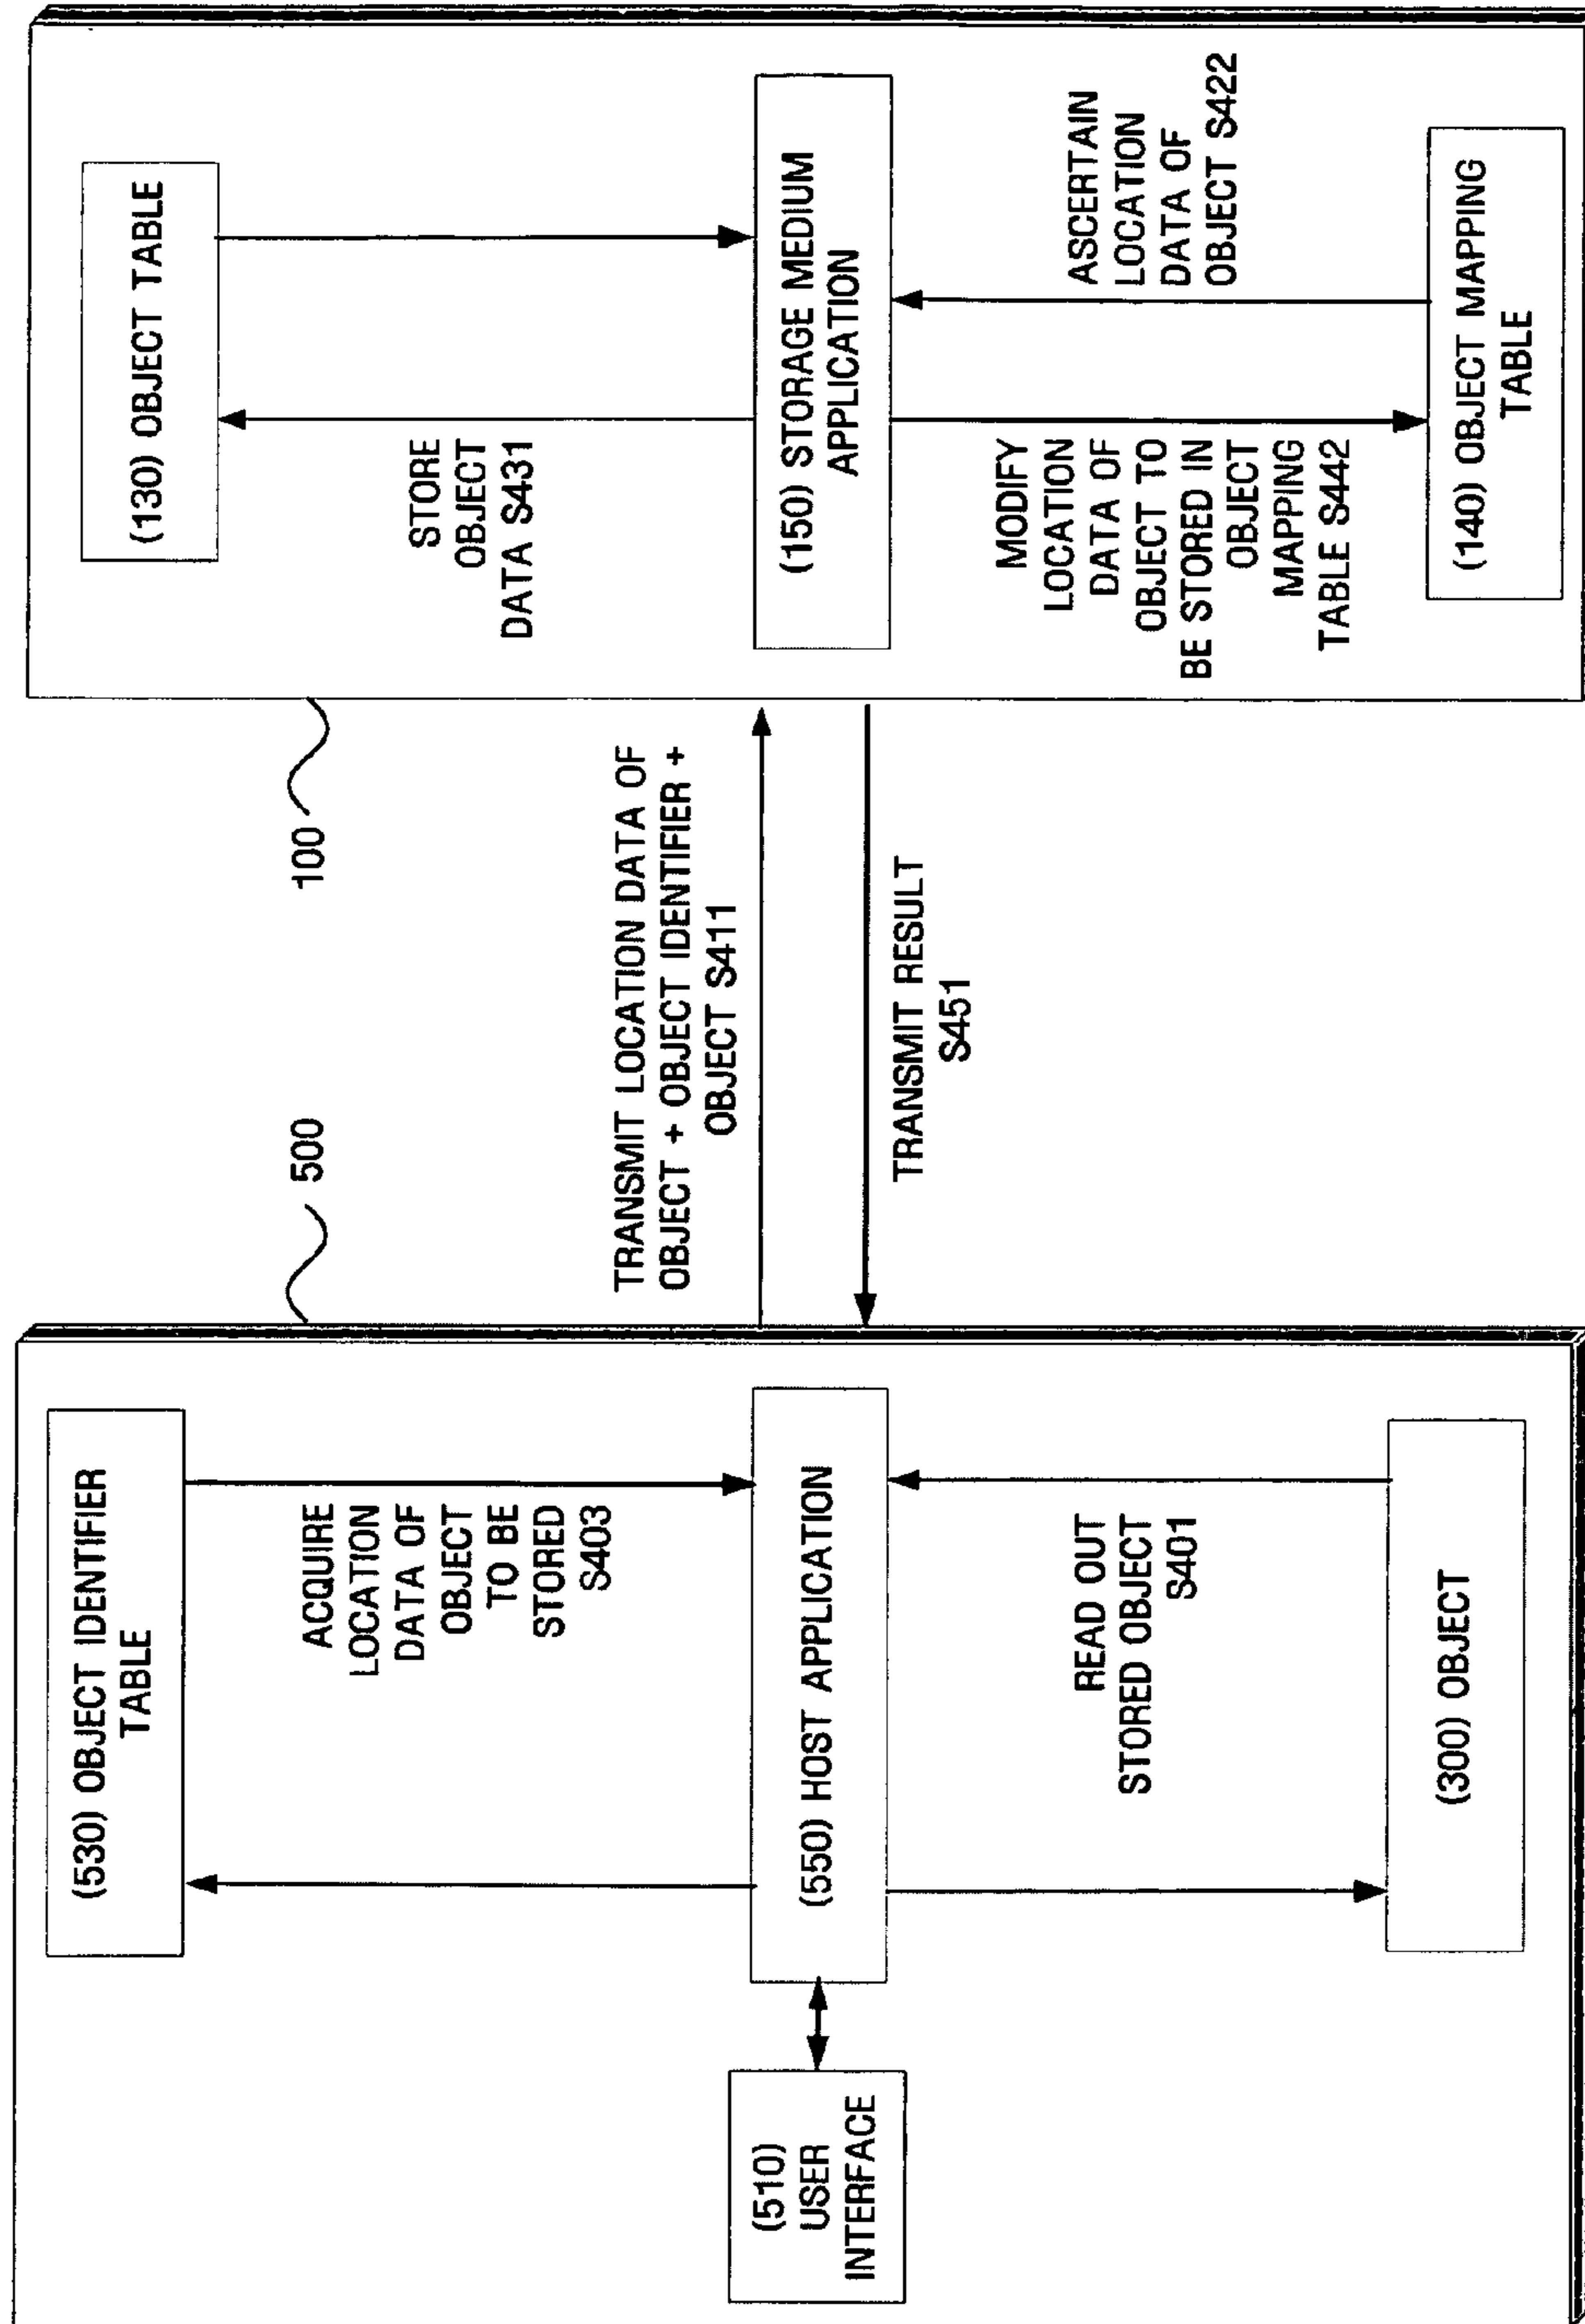 (530) OBJECT IDENTIFIER
TABLE
ACQUIRE
LOCATION
DATA OF
OBJECT
TO BE
STORED
S403
(510)
USER
INTERFACE
(550) HOST APPLICATION
READ OUT
STORED OBJECT
S401
(300) OBJECT
500
TRANSMIT LOCATION DATA OF
OBJECT + OBJECT IDENTIFIER +
OBJECT S411
TRANSMIT RESULT
S451
100
(130) OBJECT TABLE
STORE
OBJECT
DATA S431
(150) STORAGE MEDIUM
APPLICATION
MODIFY
LOCATION
DATA OF
OBJECT TO
BE STORED IN
OBJECT
MAPPING
TABLE S442
ASCERTAIN
LOCATION
DATA OF
OBJECT S422
(140) OBJECT MAPPING
TABLE